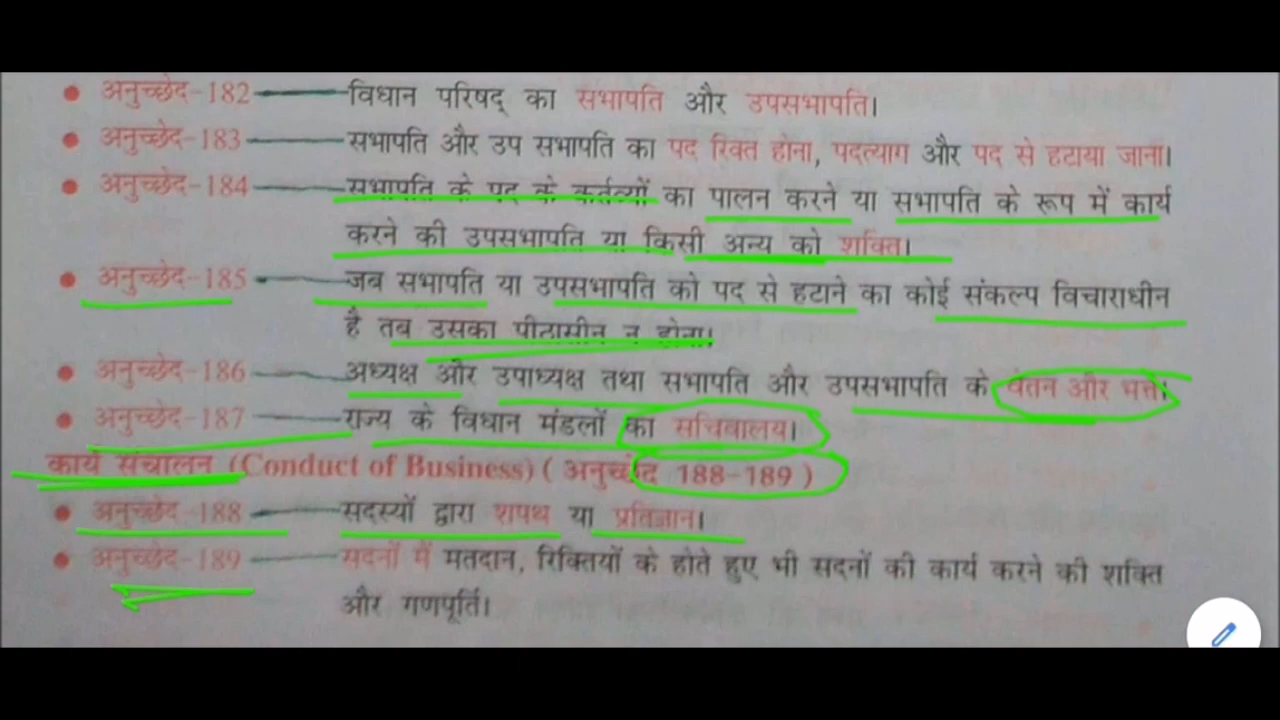 • अनुच्छेद-182 विधान परिषद् का सभापति और उपसभापति।
• अनुच्छेद-183 सभापति और उप सभापति का पद रिक्त होना, पदत्याग और पद से हटाया जाना।
• अनुच्छेद-184 सभापति के पद के कर्तव्यों का पालन करने या सभापति के रूप में कार्य
करने की उपसभापति या किसी अन्य को शक्ति।
• अनुच्छेद-185 जब सभापति या उपसभापति को पद से हटाने का कोई संकल्प विचाराधीन
है तब उसका पीठासीन न होना।
• अनुच्छेद-186 अध्यक्ष और उपाध्यक्ष तथा सभापति और उपसभापति के वेतन और भत्ते।
• अनुच्छेद-187 राज्य के विधान मंडलों का सचिवालय।
कार्य संचालन (Conduct of Business) ( अनुच्छेद 188-189 )
• अनुच्छेद-188 सदस्यों द्वारा शपथ या प्रतिज्ञान।
• अनुच्छेद-189 सदनों में मतदान, रिक्तियों के होते हुए भी सदनों की कार्य करने की शक्ति
और गणपूर्ति।